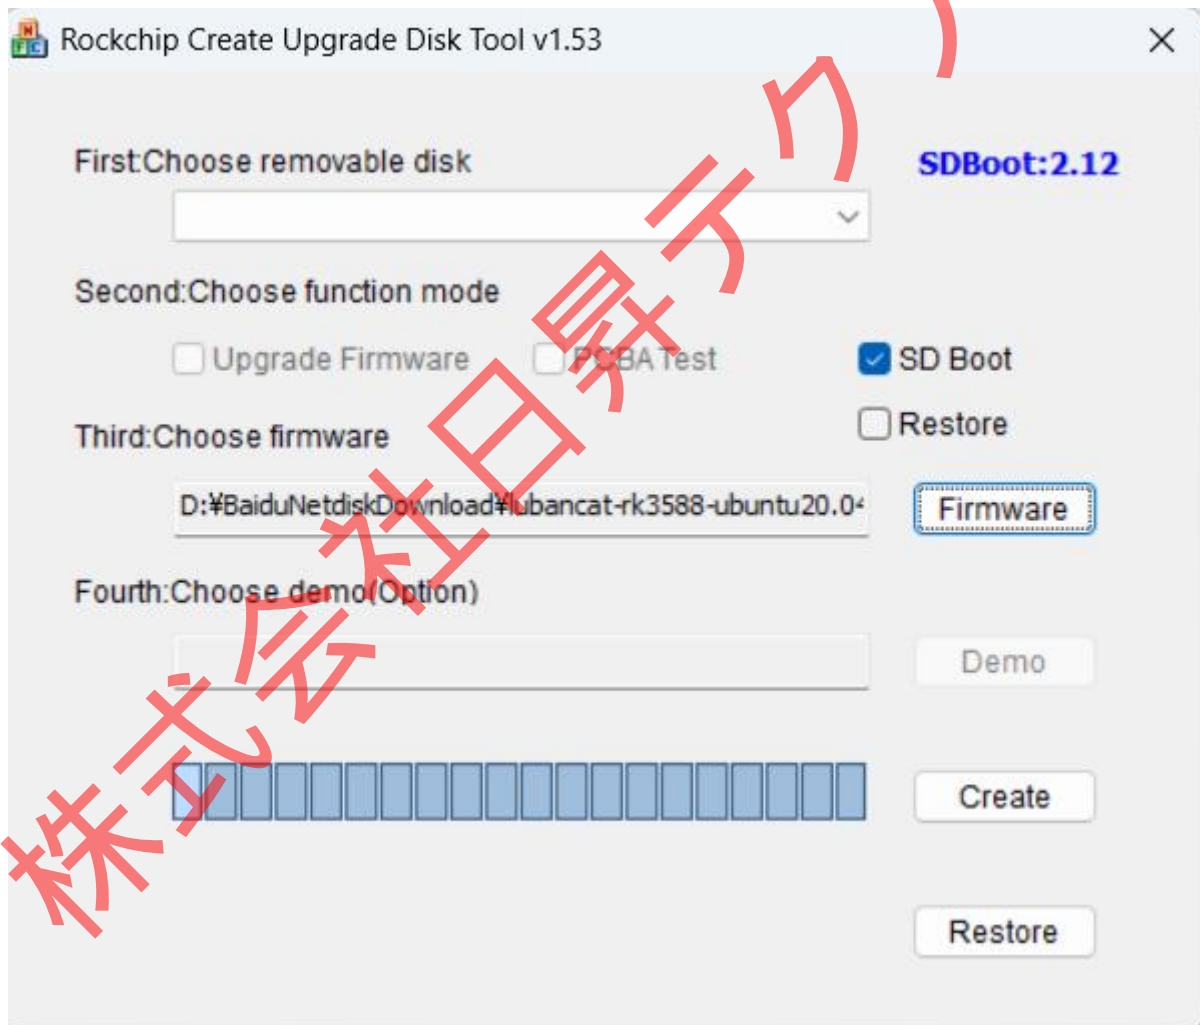 Rockchip Create Upgrade Disk Tool v1.53
First:Choose removable disk
SDBoot:2.12
Second:Choose function mode
Upgrade Firmware
PCBA Test
SD Boot
Restore
Third:Choose firmware
D:¥BaiduNetdiskDownload¥lubancat-rk3588-ubuntu20.04
Firmware
Fourth:Choose demo(Option)
Demo
Create
Restore
株式会社日昇テク